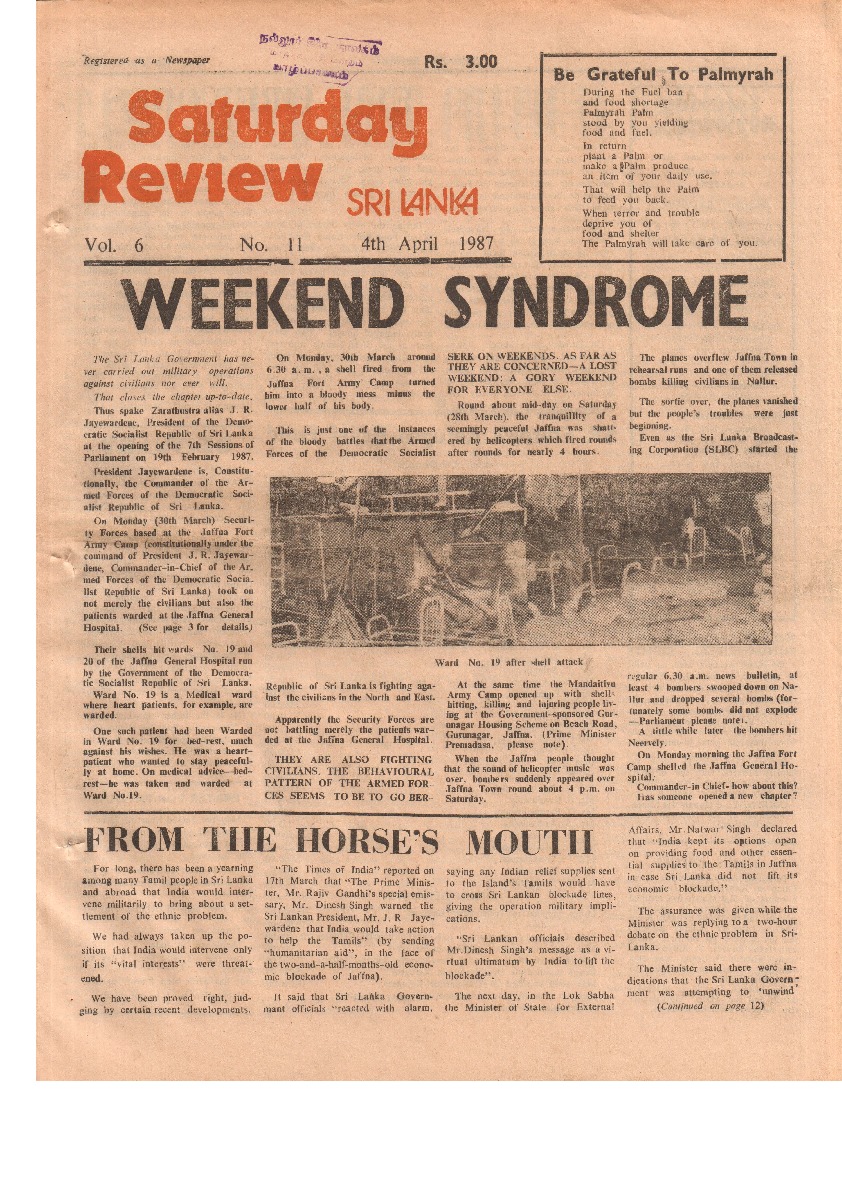 Registered as a Newspaper
நல்லூர்
யாழ்ப்பாணம்
Rs. 3.00
Saturday
Review
SRI LANKA
Vol. 6 No. 11 4th April 1987
Be Grateful To Palmyrah
During the Fuel ban
and food shortage
Palmyrah Palm
stood by you yielding
food and fuel.
In return
plant a Palm or
make a Palm produce
an item of your daily use.
That will help the Palm
to feed you back.
When terror and trouble
deprive you of
food and shelter
The Palmyrah will take care of you.
WEEKEND SYNDROME
The Sri Lanka Government has ne-
ver carried out military operations
against civilians nor ever will.
That closes the chapter up-to-date.
Thus spake Zarathustra alias J. R.
Jayewardene, President of the Demo-
cratic Socialist Republic of Sri Lanka
at the opening of the 7th Sessions of
Parliament on 19th February 1987.
President Jayewardene is, Constitu-
tionally, the Commander of the Ar-
med Forces of the Democratic Soci-
alist Republic of Sri Lanka.
On Monday (30th March) Securi-
ty Forces based at the Jaffna Fort
Army Camp (constitutionally under the
command of President J. R. Jayewar-
dene, Commander-in-Chief of the Ar.
med Forces of the Democratic Socia.
list Republic of Sri Lanka) took on
not merely the civilians but also the
patients warded at the Jaffna General
Hospital. (See page 3 for details)
Their shells hit wards No. 19 and
20 of the Jaffna General Hospital run
by the Government of the Democra-
tic Socialist Republic of Sri Lanka.
Ward No. 19 is a Medical ward
where heart patients, for example, are
warded.
One such patient had been Warded
in Ward No. 19 for bed-rest, much
against his wishes. He was a heart-
patient who wanted to stay peaceful-
ly at home. On medical advice—bed-
rest—he was taken and warded at
Ward No.19.
On Monday, 30th March around
6.30 a.m., a shell fired from the
Jaffna Fort Army Camp turned
him into a bloody mess minus the
lower half of his body.
This is just one of the instances
of the bloody battles that the Armed
Forces of the Democratic Socialist
Republic of Sri Lanka is fighting aga-
inst the civilians in the North and East.
Apparently the Security Forces are
not battling merely the patients war-
ded at the Jaffna General Hospital.
THEY ARE ALSO FIGHTING
CIVILIANS. THE BEHAVIOURAL
PATTERN OF THE ARMED FOR-
CES SEEMS TO BE TO GO BER-
SERK ON WEEKENDS. AS FAR AS
THEY ARE CONCERNED—A LOST
WEEKEND: A GORY WEEKEND
FOR EVERYONE ELSE.
Round about mid-day on Saturday
(28th March), the tranquillity of a
seemingly peaceful Jaffna was shatt-
ered by helicopters which fired rounds
after rounds for nearly 4 hours.
Ward No. 19 after shell attack
At the same time the Mandaitivu
Army Camp opened up with shells
hitting, killing and injuring people liv-
ing at the Government-sponsored Gur-
unagar Housing Scheme on Beach Road,
Gurunagar, Jaffna. (Prime Minister
Premadasa, please note).
When the Jaffna people thought
that the sound of helicopter music was
over, bombers suddenly appeared over
Jaffna Town round about 4 p.m. on
Saturday.
The planes overflew Jaffna Town in
rehearsal runs and one of them released
bombs killing civilians in Nallur.
The sortie over, the planes vanished
but the people's troubles were just
beginning.
Even as the Sri Lanka Broadcast-
ing Corporation (SLBC) started the
regular 6.30 a.m. news bulletin, at
least 4 bombers swooped down on Na-
llur and dropped several bombs (for-
tunately some bombs did not explode
—Parliament please note).
A tittle while later the bombers hit
Neervely.
On Monday morning the Jaffna Fort
Camp shelled the Jaffna General Ho-
spital.
Commander-in Chief- how about this?
Has someone opened a new chapter?
FROM THE HORSE'S MOUTH
For long, there has been a yearning
among many Tamil people in Sri Lanka
and abroad that India would inter-
vene militarily to bring about a set-
tlement of the ethnic problem.
We had always taken up the po-
sition that India would intervene only
if its "vital interests" were threat-
ened.
We have been proved right, jud-
ging by certain recent developments.
"The Times of India" reported on
17th March that "The Prime Minis-
ter, Mr. Rajiv Gandhi's special emis-
sary, Mr. Dinesh Singh warned the
Sri Lankan President, Mr. J. R Jaye-
wardene that India would take action
to help the Tamils" (by sending
"humanitarian aid", in the face of
the two-and-a-half-months-old econo-
mic blockade of Jaffna).
It said that Sri Lanka Govern-
mant officials "reacted with alarm,
saying any Indian relief supplies sent
to the Island's Tamils would have
to cross Sri Lankan blockade lines,
giving the operation military impli-
cations.
"Sri Lankan officials described
Mr.Dinesh Singh's message as a vi-
rtual ultimatum by India to lift the
blockade".
The next day, in the Lok Sabha
the Minister of State for External
Affairs, Mr. Natwar Singh declared
that "India kept its options open
on providing food and other essen-
tial supplies to the Tamils in Jaffna
in case Sri Lanka did not lift its
economic blockade."
The assurance was given while the
Minister was replying to a two-hour
debate on the ethnic problem in Sri-
Lanka.
The Minister said there were in-
dications that the Sri Lanka Govern-
ment was attempting to 'unwind'
(Continued on page 12)